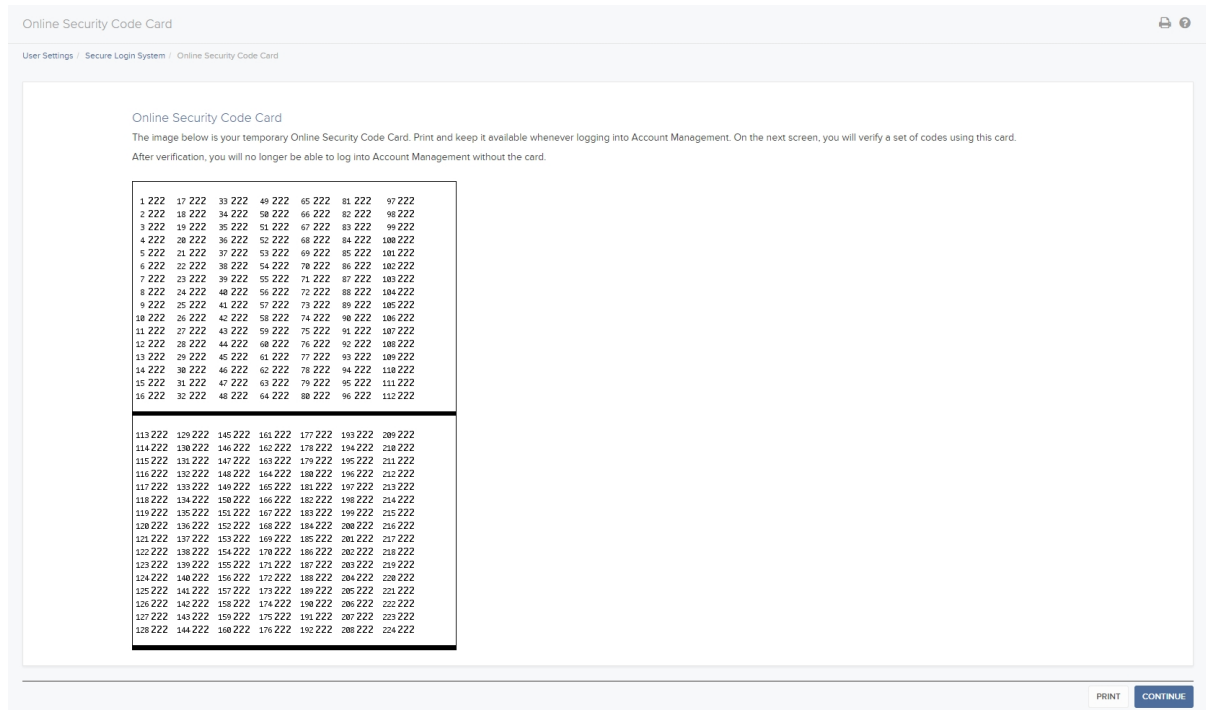 Online Security Code Card
User Settings / Secure Login System / Online Security Code Card
Online Security Code Card
The image below is your temporary Online Security Code Card. Print and keep it available whenever logging into Account Management. On the next screen, you will verify a set of codes using this card.
After verification, you will no longer be able to log into Account Management without the card.
1 222 17 222 33 222 49 222 65 222 81 222 97 222
2 222 18 222 34 222 50 222 66 222 82 222 98 222
3 222 19 222 35 222 51 222 67 222 83 222 99 222
4 222 20 222 36 222 52 222 68 222 84 222 100 222
5 222 21 222 37 222 53 222 69 222 85 222 101 222
6 222 22 222 38 222 54 222 70 222 86 222 102 222
7 222 23 222 39 222 55 222 71 222 87 222 103 222
8 222 24 222 40 222 56 222 72 222 88 222 104 222
9 222 25 222 41 222 57 222 73 222 89 222 105 222
10 222 26 222 42 222 58 222 74 222 90 222 106 222
11 222 27 222 43 222 59 222 75 222 91 222 107 222
12 222 28 222 44 222 60 222 76 222 92 222 108 222
13 222 29 222 45 222 61 222 77 222 93 222 109 222
14 222 30 222 46 222 62 222 78 222 94 222 110 222
15 222 31 222 47 222 63 222 79 222 95 222 111 222
16 222 32 222 48 222 64 222 80 222 96 222 112 222
113 222 129 222 145 222 161 222 177 222 193 222 209 222
114 222 130 222 146 222 162 222 178 222 194 222 210 222
115 222 131 222 147 222 163 222 179 222 195 222 211 222
116 222 132 222 148 222 164 222 180 222 196 222 212 222
117 222 133 222 149 222 165 222 181 222 197 222 213 222
118 222 134 222 150 222 166 222 182 222 198 222 214 222
119 222 135 222 151 222 167 222 183 222 199 222 215 222
120 222 136 222 152 222 168 222 184 222 200 222 216 222
121 222 137 222 153 222 169 222 185 222 201 222 217 222
122 222 138 222 154 222 170 222 186 222 202 222 218 222
123 222 139 222 155 222 171 222 187 222 203 222 219 222
124 222 140 222 156 222 172 222 188 222 204 222 220 222
125 222 141 222 157 222 173 222 189 222 205 222 221 222
126 222 142 222 158 222 174 222 190 222 206 222 222 222
127 222 143 222 159 222 175 222 191 222 207 222 223 222
128 222 144 222 160 222 176 222 192 222 208 222 224 222
PRINT CONTINUE